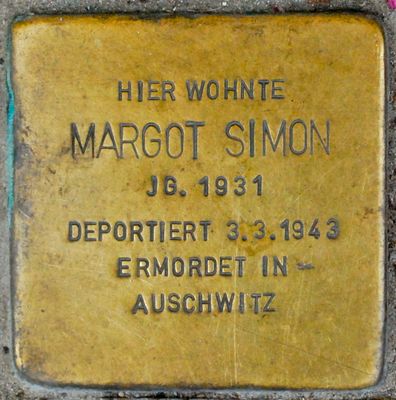 HIER WOHNTE
MARGOT SIMON
JG. 1931
DEPORTIERT 3.3.1943
ERMORDET IN -
AUSCHWITZ